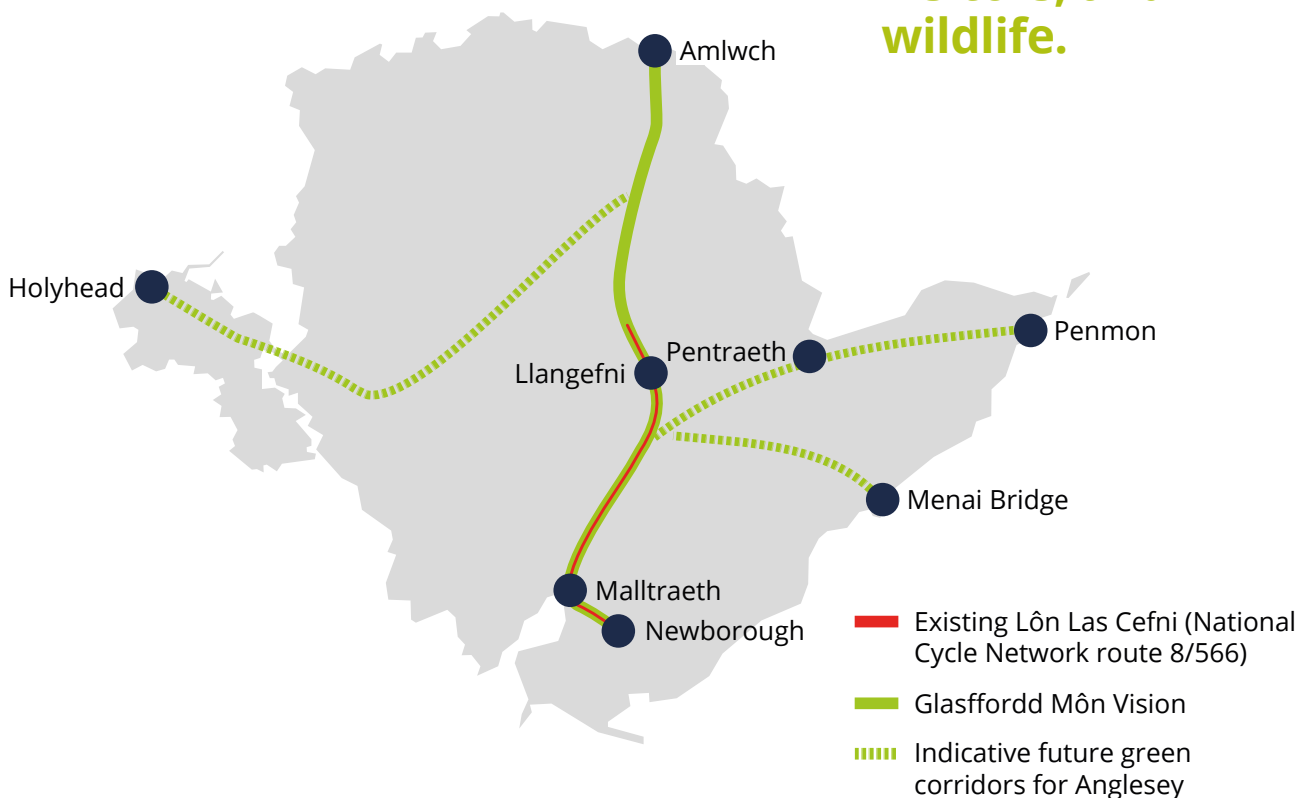 wildlife.
Amlwch
Holyhead
Penmon
Pentraeth
Llangefni
Menai Bridge
Malltraeth
Newborough
Existing Lôn Las Cefni (National
Cycle Network route 8/566)
Glasffordd Môn Vision
Indicative future green
corridors for Anglesey